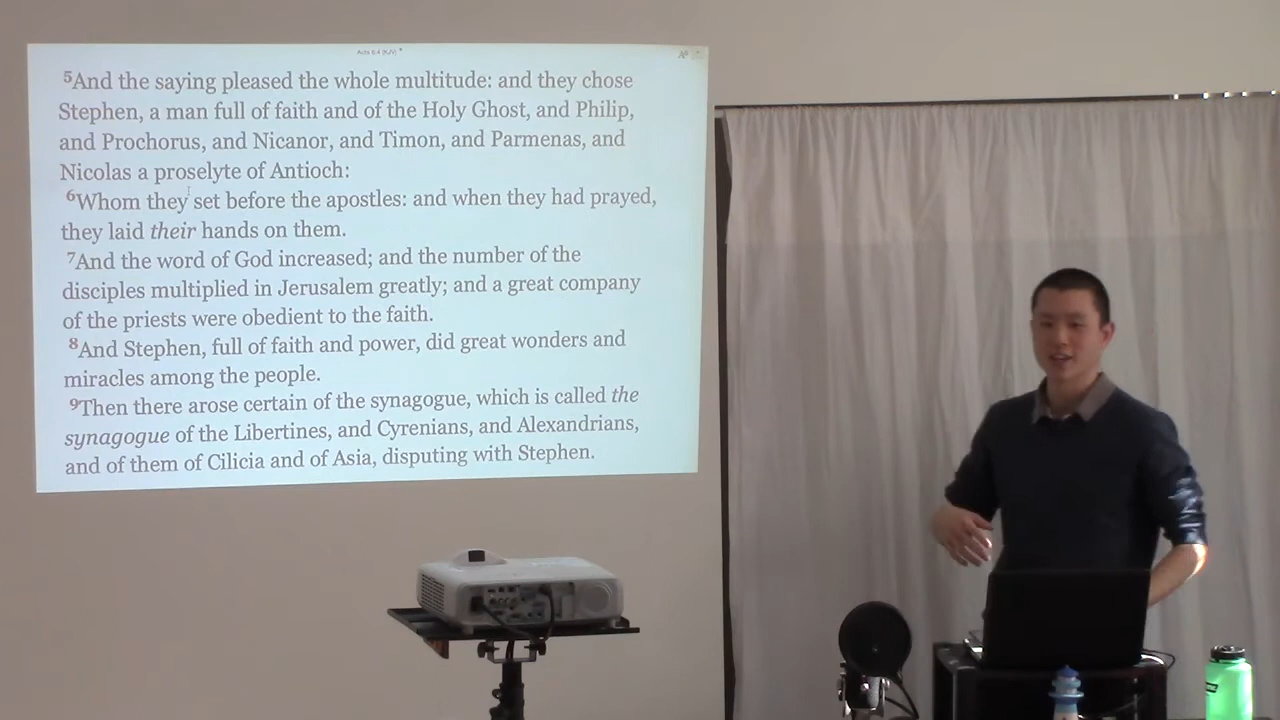 Acts 6:4 (KJV)
5And the saying pleased the whole multitude: and they chose
Stephen, a man full of faith and of the Holy Ghost, and Philip,
and Prochorus, and Nicanor, and Timon, and Parmenas, and
Nicolas a proselyte of Antioch:
6Whom they set before the apostles: and when they had prayed,
they laid their hands on them.
7And the word of God increased; and the number of the
disciples multiplied in Jerusalem greatly; and a great company
of the priests were obedient to the faith.
8And Stephen, full of faith and power, did great wonders and
miracles among the people.
9Then there arose certain of the synagogue, which is called the
synagogue of the Libertines, and Cyrenians, and Alexandrians,
and of them of Cilicia and of Asia, disputing with Stephen.